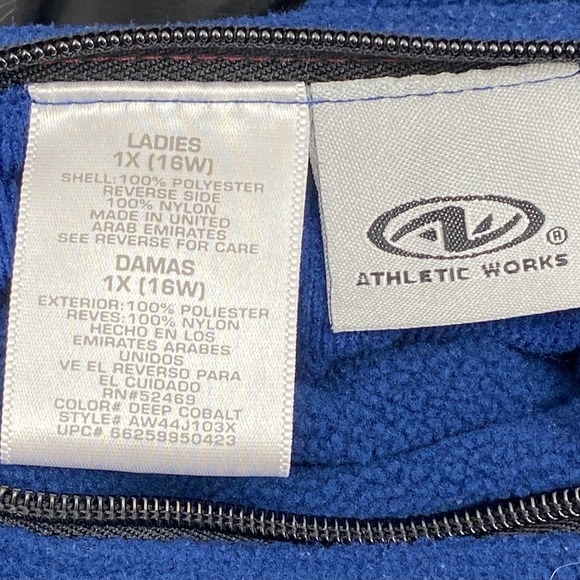 LADIES
1X (16W)
SHELL:100% POLYESTER
REVERSE SIDE
100% NYLON
MADE IN UNITED
ARAB EMIRATES
SEE REVERSE FOR CARE
DAMAS
1X (16W)
EXTERIOR:100% POLIESTER
REVES:100% NYLON
HECHO EN LOS
EMIRATES ARABES
UNIDOS
VE EL REVERSO PARA
EL CUIDADO
RN#52469
COLOR# DEEP COBALT
STYLE# AW44J103X
UPC# 66259950423
AW ®
ATHLETIC WORKS